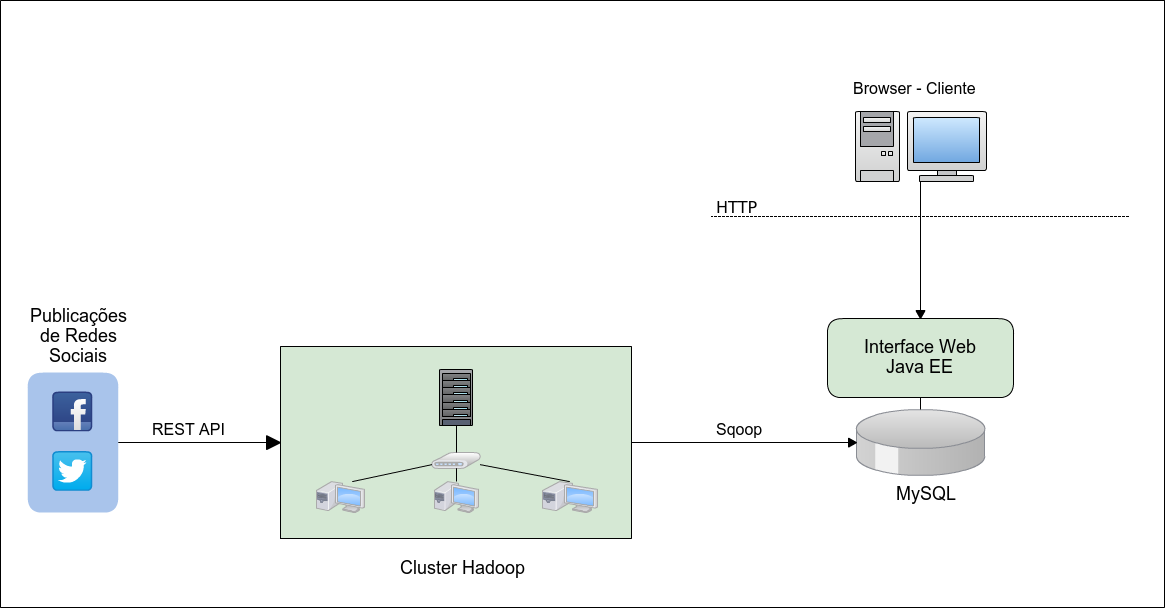 Browser - Cliente
HTTP
Publicações
de Redes
Sociais
Interface Web
Java EE
REST API
Sqoop
MySQL
Cluster Hadoop